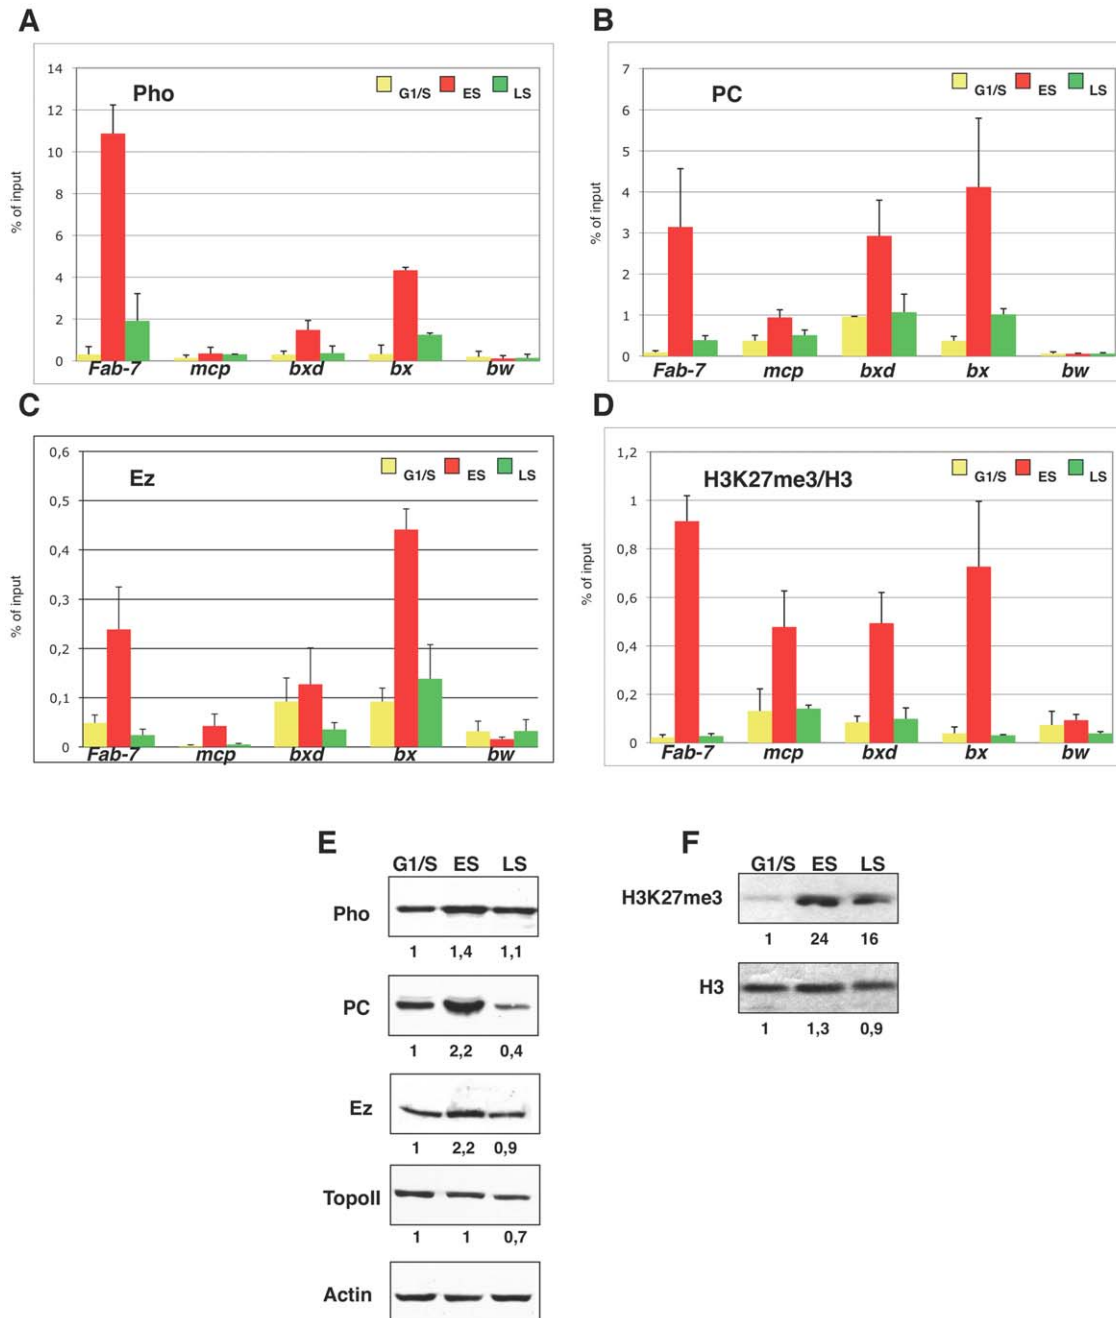 A
Pho
G1/S ES LS
% of input
14
12
10
8
6
4
2
0
Fab-7 mcp bxd bx bw
B
PC
G1/S ES LS
% of input
7
6
5
4
3
2
1
0
Fab-7 mcp bxd bx bw
C
Ez
G1/S ES LS
% of input
0,6
0,5
0,4
0,3
0,2
0,1
0
Fab-7 mcp bxd bx bw
D
H3K27me3/H3
G1/S ES LS
% of input
1,2
1
0,8
0,6
0,4
0,2
0
Fab-7 mcp bxd bx bw
E
G1/S ES LS
Pho
1 1,4 1,1
PC
1 2,2 0,4
Ez
1 2,2 0,9
TopoII
1 1 0,7
Actin
F
G1/S ES LS
H3K27me3
1 24 16
H3
1 1,3 0,9